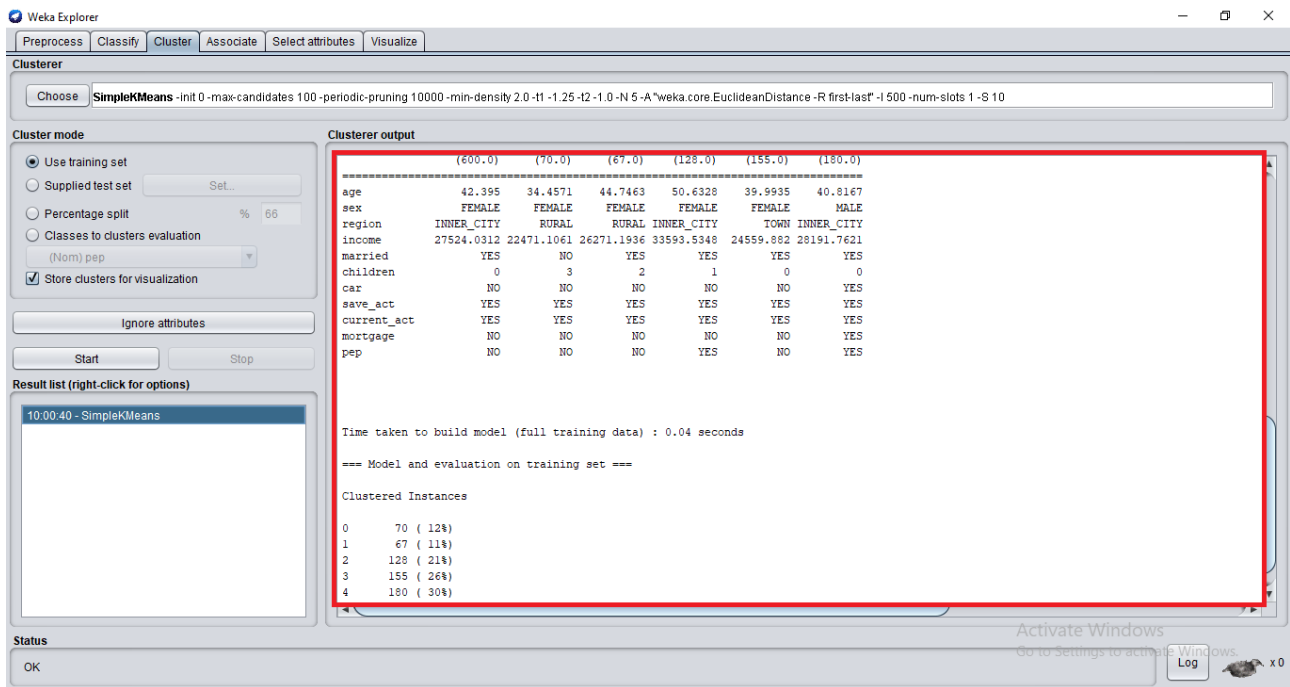 Weka Explorer
Preprocess Classify Cluster Associate Select attributes Visualize
Clusterer
Choose SimpleKMeans -init 0 -max-candidates 100 -periodic-pruning 10000 -min-density 2.0 -t1 -1.25 -t2 -1.0 -N 5 -A "weka.core.EuclideanDistance -R first-last" -I 500 -num-slots 1 -S 10
Cluster mode
Use training set
Supplied test set Set...
Percentage split % 66
Classes to clusters evaluation
(Nom) pep
Store clusters for visualization
Ignore attributes
Start Stop
Result list (right-click for options)
10:00:40 - SimpleKMeans
Clusterer output
(600.0) (70.0) (67.0) (128.0) (155.0) (180.0)
==================================================================================
age 42.395 34.4571 44.7463 50.6328 39.9935 40.8167
sex FEMALE FEMALE FEMALE FEMALE FEMALE MALE
region INNER_CITY RURAL RURAL INNER_CITY TOWN INNER_CITY
income 27524.0312 22471.1061 26271.1936 33593.5348 24559.882 28191.7621
married YES NO YES YES YES YES
children 0 3 2 1 0 0
car NO NO NO NO NO YES
save_act YES YES YES YES YES YES
current_act YES YES YES YES YES YES
mortgage NO NO NO NO NO YES
pep NO NO NO YES NO YES
Time taken to build model (full training data) : 0.04 seconds
=== Model and evaluation on training set ===
Clustered Instances
0 70 ( 12%)
1 67 ( 11%)
2 128 ( 21%)
3 155 ( 26%)
4 180 ( 30%)
Activate Windows
Go to Settings to activate Windows.
Status
OK
Log
x 0